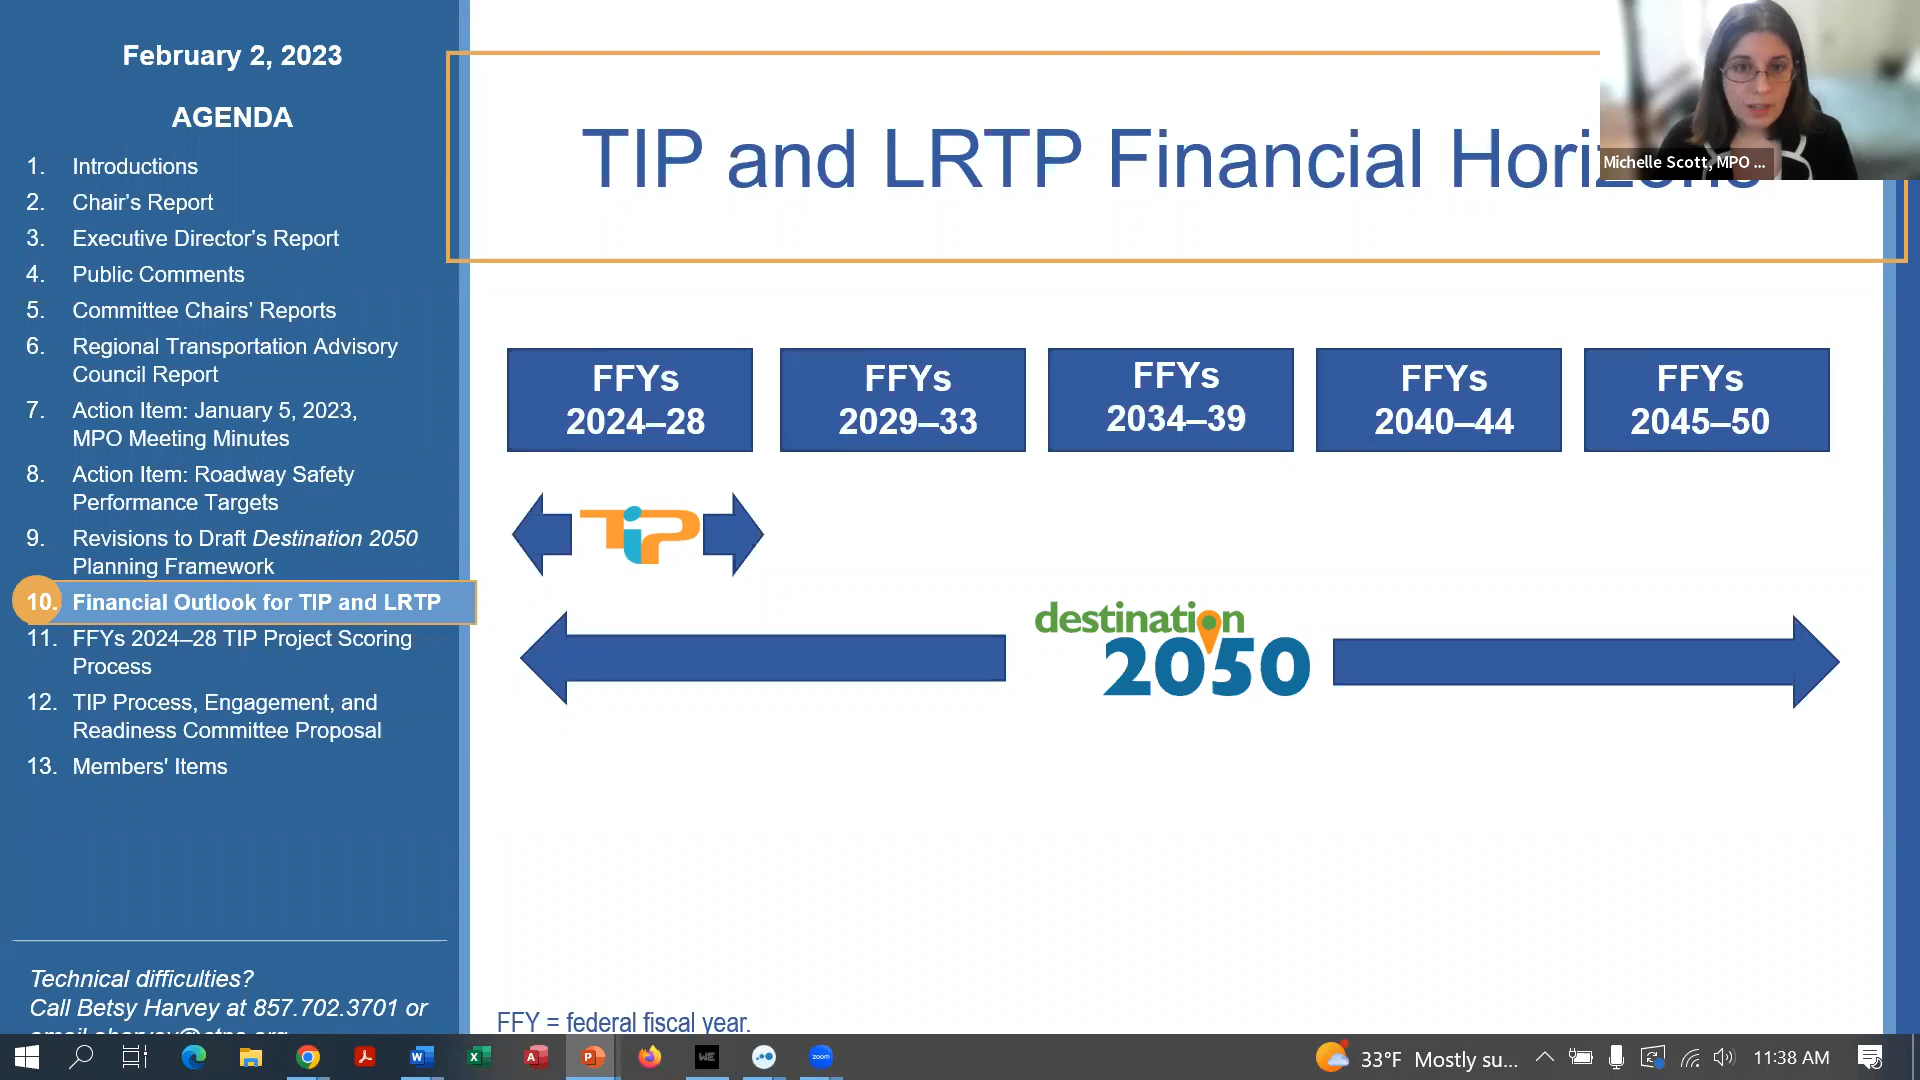 February 2, 2023
AGENDA
1. Introductions
2. Chair’s Report
3. Executive Director’s Report
4. Public Comments
5. Committee Chairs’ Reports
6. Regional Transportation Advisory
Council Report
7. Action Item: January 5, 2023,
MPO Meeting Minutes
8. Action Item: Roadway Safety
Performance Targets
9. Revisions to Draft Destination 2050
Planning Framework
10. Financial Outlook for TIP and LRTP
11. FFYs 2024–28 TIP Project Scoring
Process
12. TIP Process, Engagement, and
Readiness Committee Proposal
13. Members' Items
Technical difficulties?
Call Betsy Harvey at 857.702.3701 or
TIP and LRTP Financial
Michelle Scott, MPO ...
FFYs
2024–28
FFYs
2029–33
FFYs
2034–39
FFYs
2040–44
FFYs
2045–50
TiP
destination
2050
FFY = federal fiscal year.
WE
zoom
33°F Mostly su...
11:38 AM